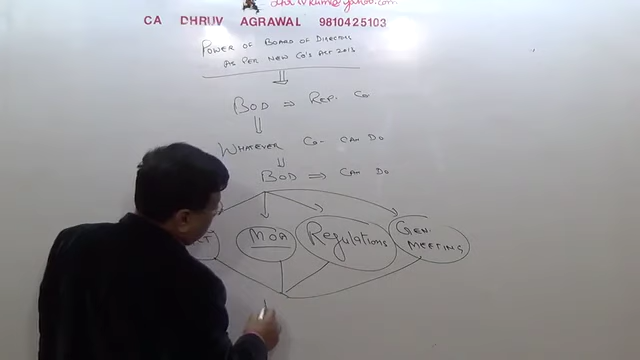 CA DHRUV AGRAWAL 9810425103
POWER OF BOARD OF DIRECTORS
AS PER NEW CO'S ACT 2013
BOD ⇒ REP. CO
WHATEVER CO. CAN DO
BOD ⇒ CAN DO
MOA
Regulations
GEN. MEETING